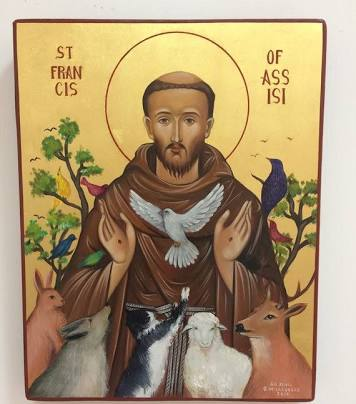 ST
FRAN
CIS
OF
ASS
ISI